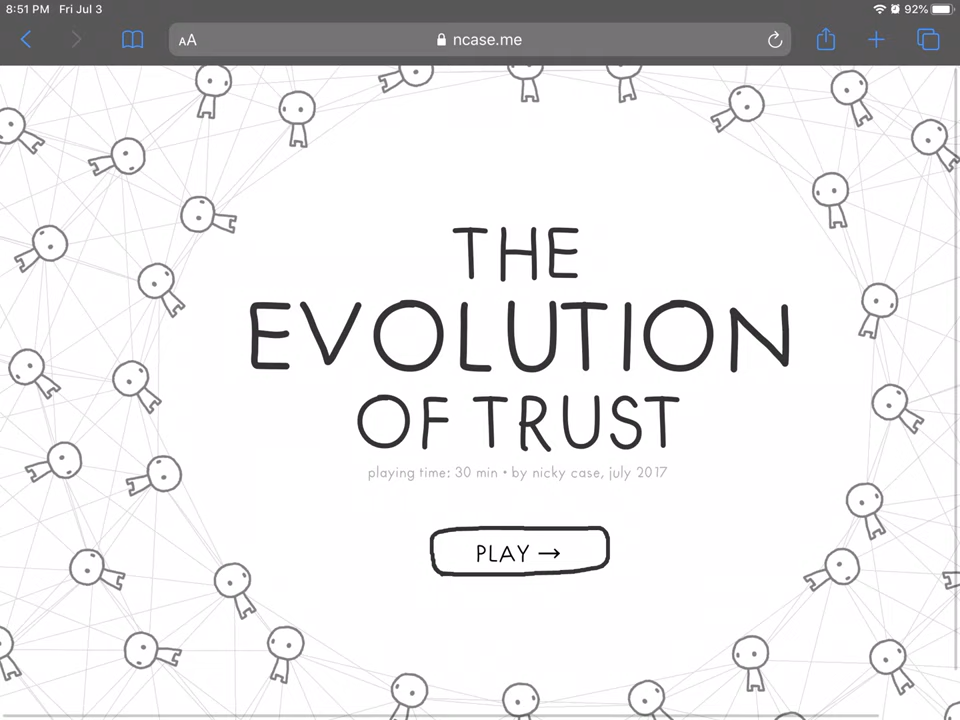 8:51 PM Fri Jul 3 92%
AA ncase.me
THE
EVOLUTION
OF TRUST
playing time: 30 min • by nicky case, july 2017
PLAY →